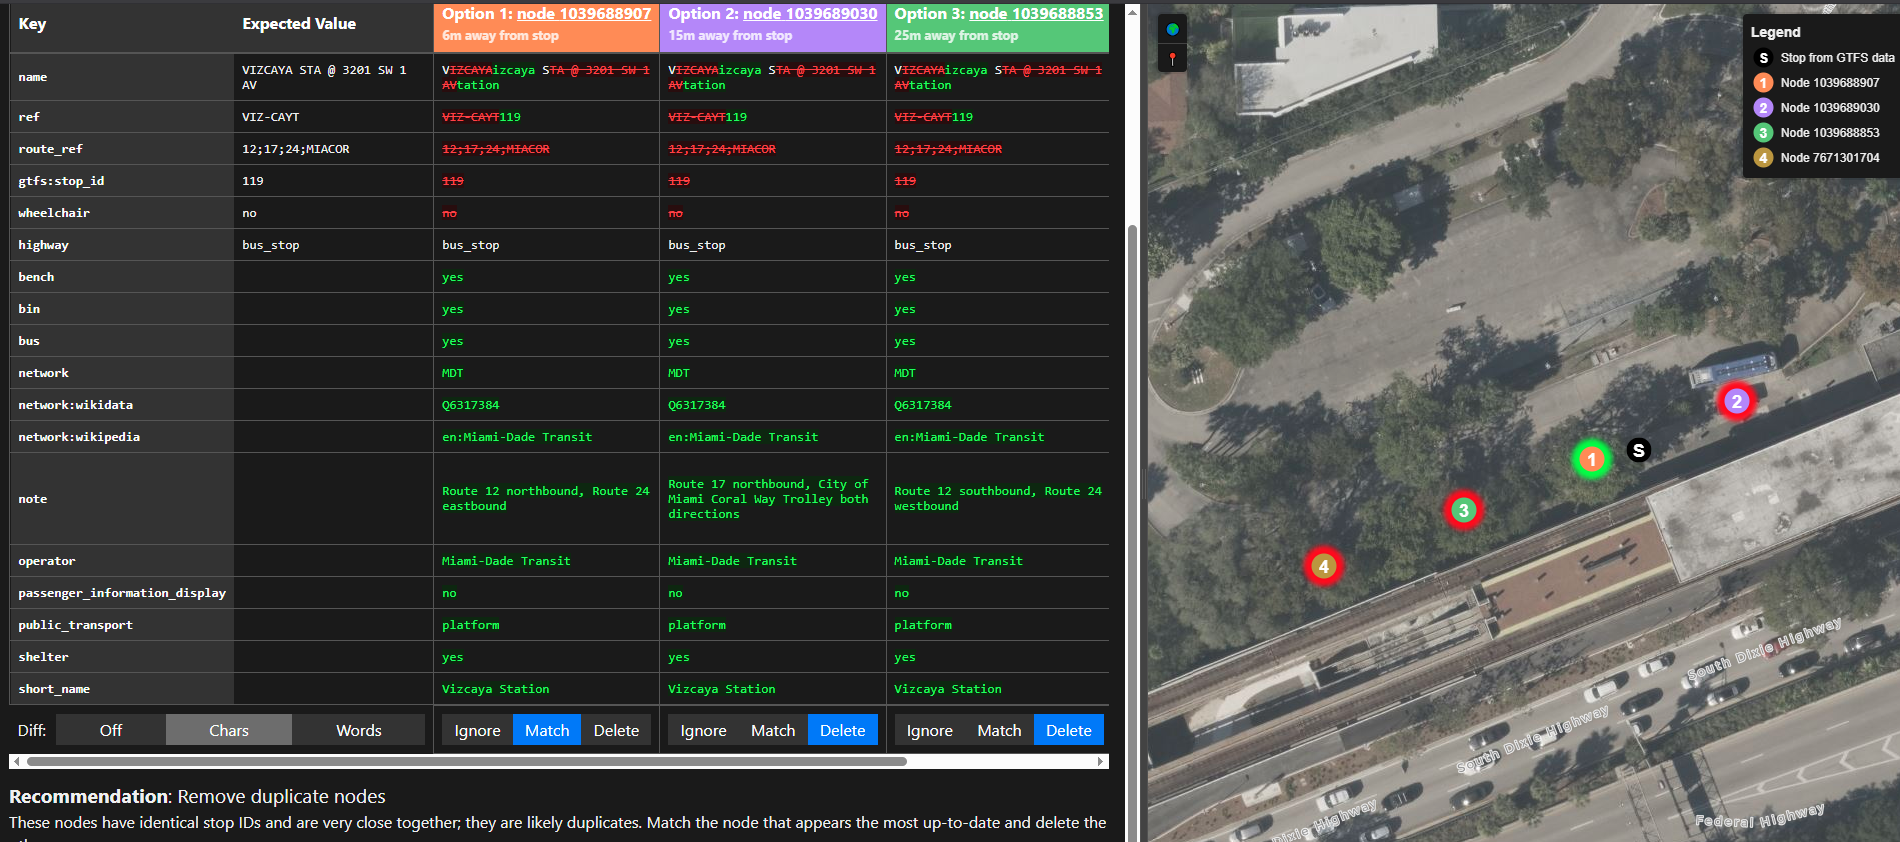 Key Expected Value Option 1: node 1039688907 Option 2: node 1039689030 Option 3: node 1039688853
6m away from stop 15m away from stop 25m away from stop
name VIZCAYA STA @ 3201 SW 1 VIZCAYAizcaya STA @ 3201 SW 1 VIZCAYAizcaya STA @ 3201 SW 1 VIZCAYAizcaya STA @ 3201 SW 1
AV AVtation AVtation AVtation
ref VIZ-CAYT VIZ-CAYT119 VIZ-CAYT119 VIZ-CAYT119
route_ref 12;17;24;MIACOR 12;17;24;MIACOR 12;17;24;MIACOR 12;17;24;MIACOR
gtfs:stop_id 119 119 119 119
wheelchair no no no no
highway bus_stop bus_stop bus_stop bus_stop
bench yes yes yes
bin yes yes yes
bus yes yes yes
network MDT MDT MDT
network:wikidata Q6317384 Q6317384 Q6317384
network:wikipedia en:Miami-Dade Transit en:Miami-Dade Transit en:Miami-Dade Transit
note Route 12 northbound, Route 24 eastbound Route 17 northbound, City of Miami Coral Way Trolley both directions Route 12 southbound, Route 24 westbound
operator Miami-Dade Transit Miami-Dade Transit Miami-Dade Transit
passenger_information_display no no no
public_transport platform platform platform
shelter yes yes yes
short_name Vizcaya Station Vizcaya Station Vizcaya Station
Diff: Off Chars Words Ignore Match Delete Ignore Match Delete Ignore Match Delete
Recommendation: Remove duplicate nodes
These nodes have identical stop IDs and are very close together; they are likely duplicates. Match the node that appears the most up-to-date and delete the
Legend
S Stop from GTFS data
1 Node 1039688907
2 Node 1039689030
3 Node 1039688853
4 Node 7671301704
2
1
S
3
4
South Dixie Highway
South Dixie Highway
Dixie Highway
Federal Highway